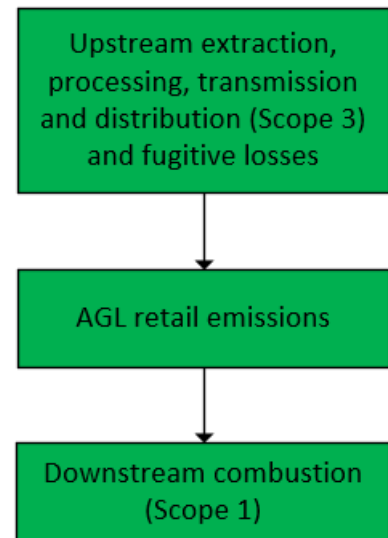 Upstream extraction,
processing, transmission
and distribution (Scope 3)
and fugitive losses
AGL retail emissions
Downstream combustion
(Scope 1)